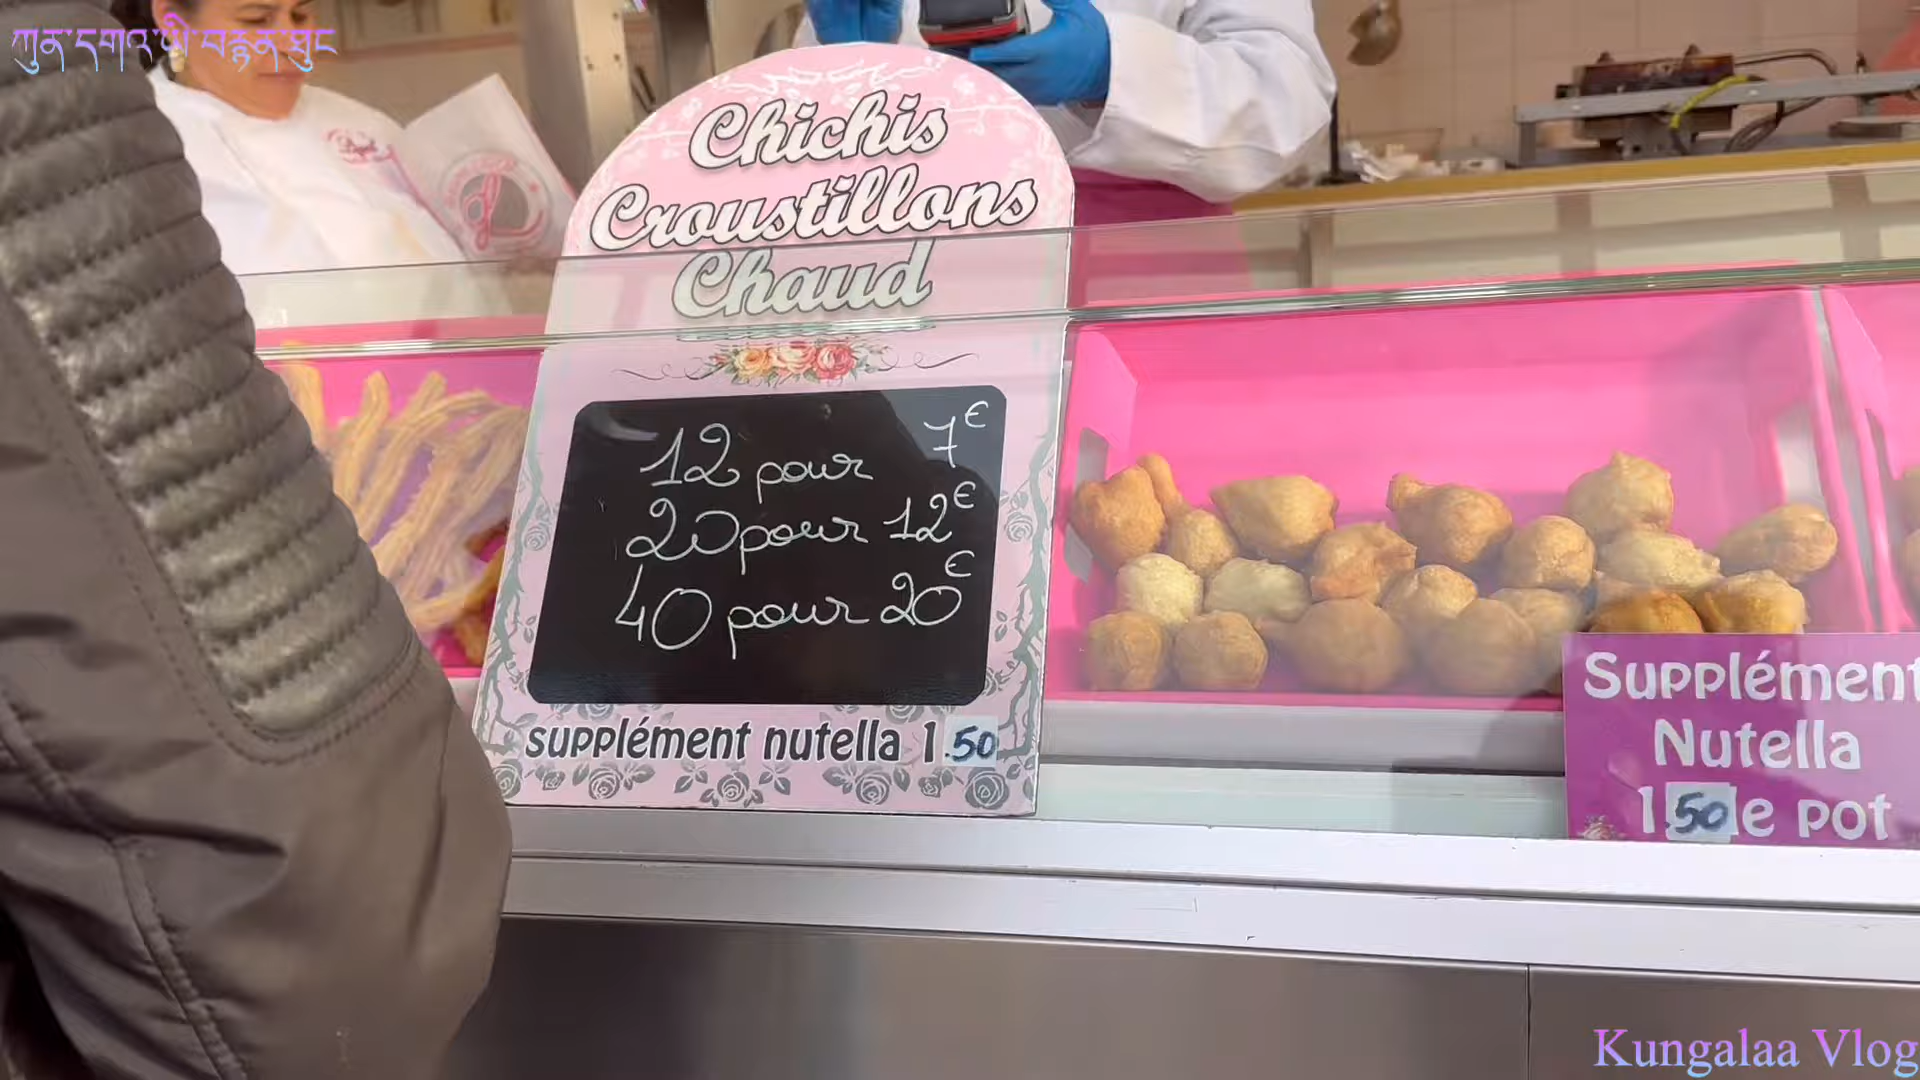 ཀུན་དགའ་ཡི་བརྙན་ཐུང
Chichis
Croustillons
Chaud
12 pour 7€
20 pour 12€
40 pour 20€
supplément nutella 1.50
Supplément
Nutella
1.50 e pot
Kungalaa Vlog